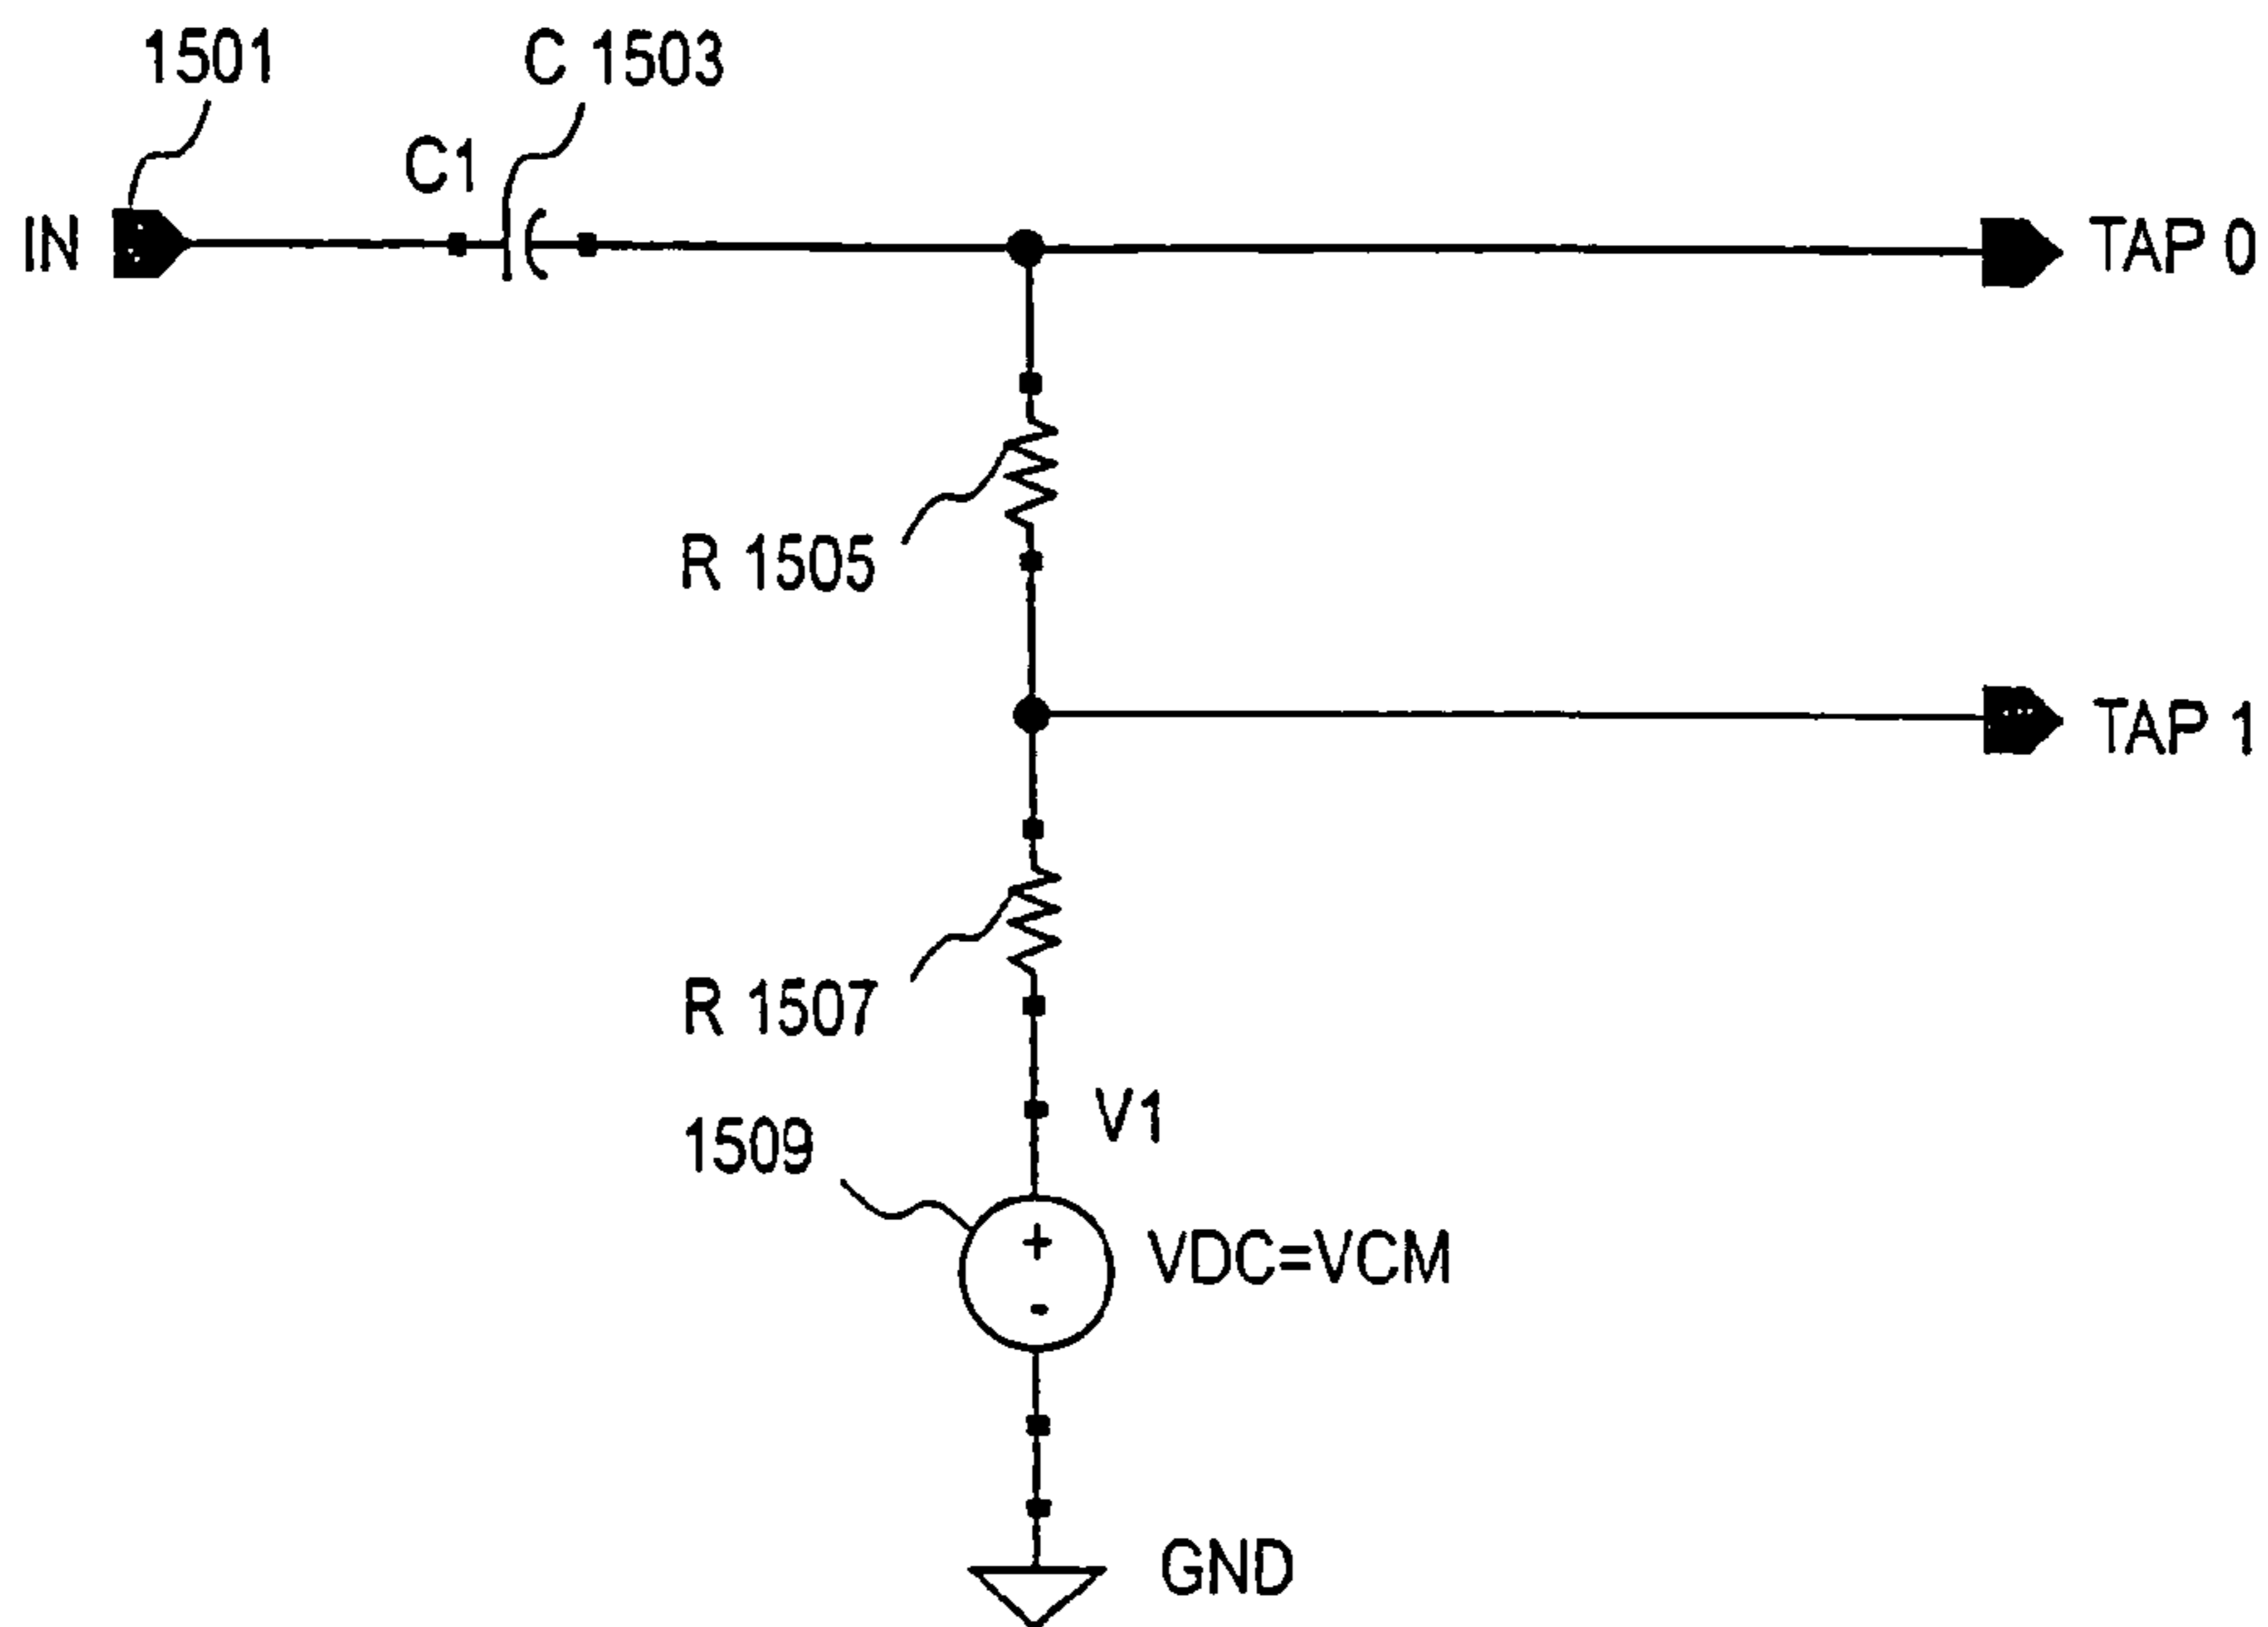 1501
C 1503
C1
IN
TAP 0
R 1505
TAP 1
R 1507
V1
1509
+
VDC=VCM
-
GND